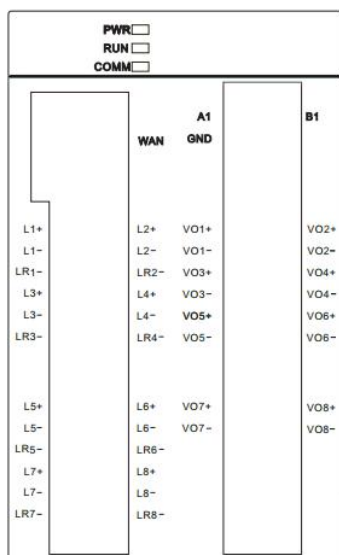 PWR
RUN
COMM
A1 B1
WAN GND
L1+ L2+ VO1+ VO2+
L1- L2- VO1- VO2-
LR1- LR2- VO3+ VO4+
L3+ L4+ VO3- VO4-
L3- L4- VO5+ VO6+
LR3- LR4- VO5- VO6-
L5+ L6+ VO7+ VO8+
L5- L6- VO7- VO8-
LR5- LR6-
L7+ L8+
L7- L8-
LR7- LR8-